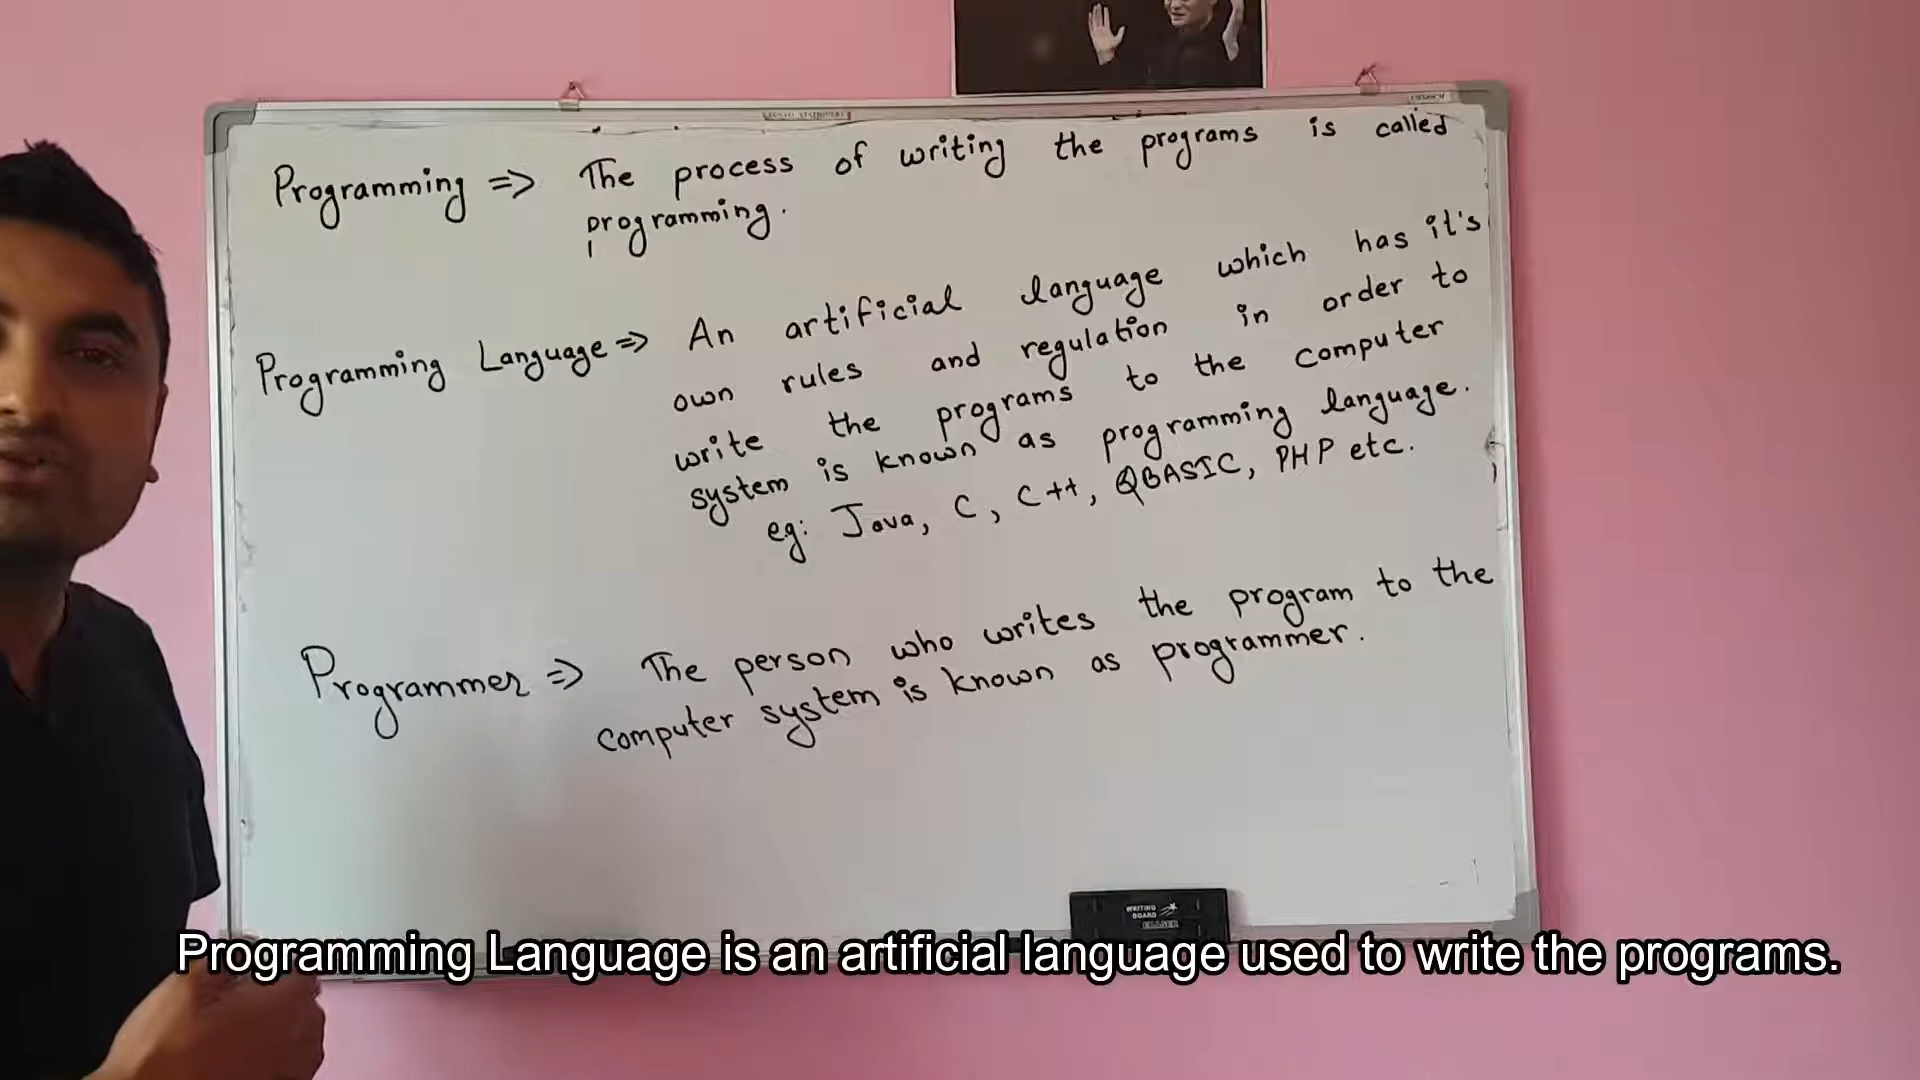 Programming => The process of writing the programs is called
programming.
Programming Language => An artificial language which has it's
own rules and regulation in order to
write the programs to the computer
system is known as programming language.
eg: Java, C, C++, QBASIC, PHP etc.
Programmer => The person who writes the program to the
computer system is known as programmer.
WRITING
BOARD
Programming Language is an artificial language used to write the programs.